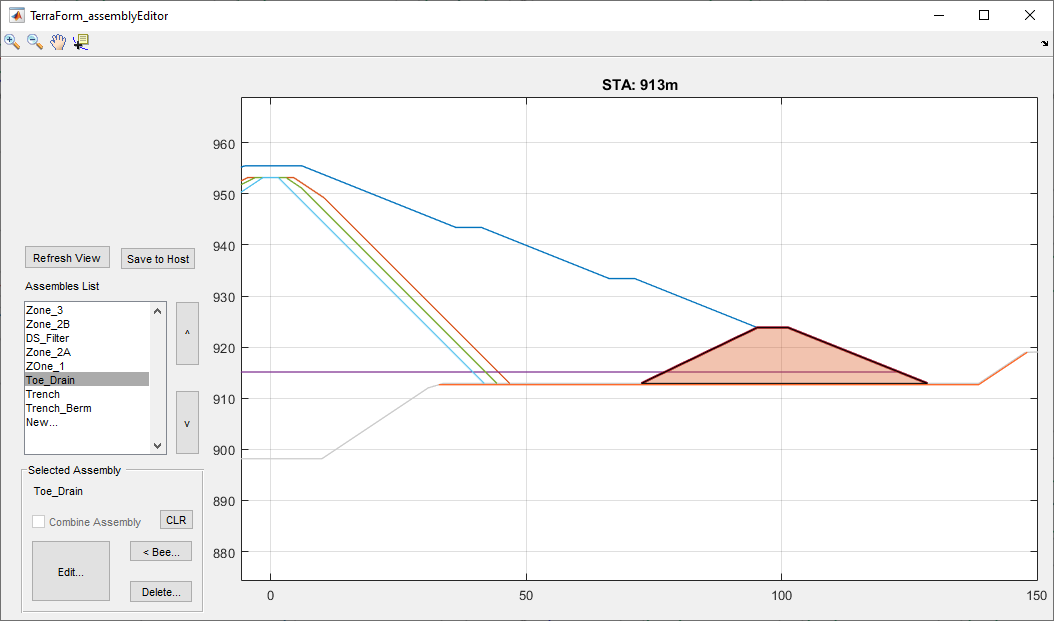 TerraForm_assemblyEditor
STA: 913m
960
950
940
930
920
910
900
890
880
0
50
100
150
Refresh View
Save to Host
Assembles List
Zone_3
Zone_2B
DS_Filter
Zone_2A
ZOne_1
Toe_Drain
Trench
Trench_Berm
New...
^
v
Selected Assembly
Toe_Drain
Combine Assembly
CLR
Edit...
< Bee...
Delete...